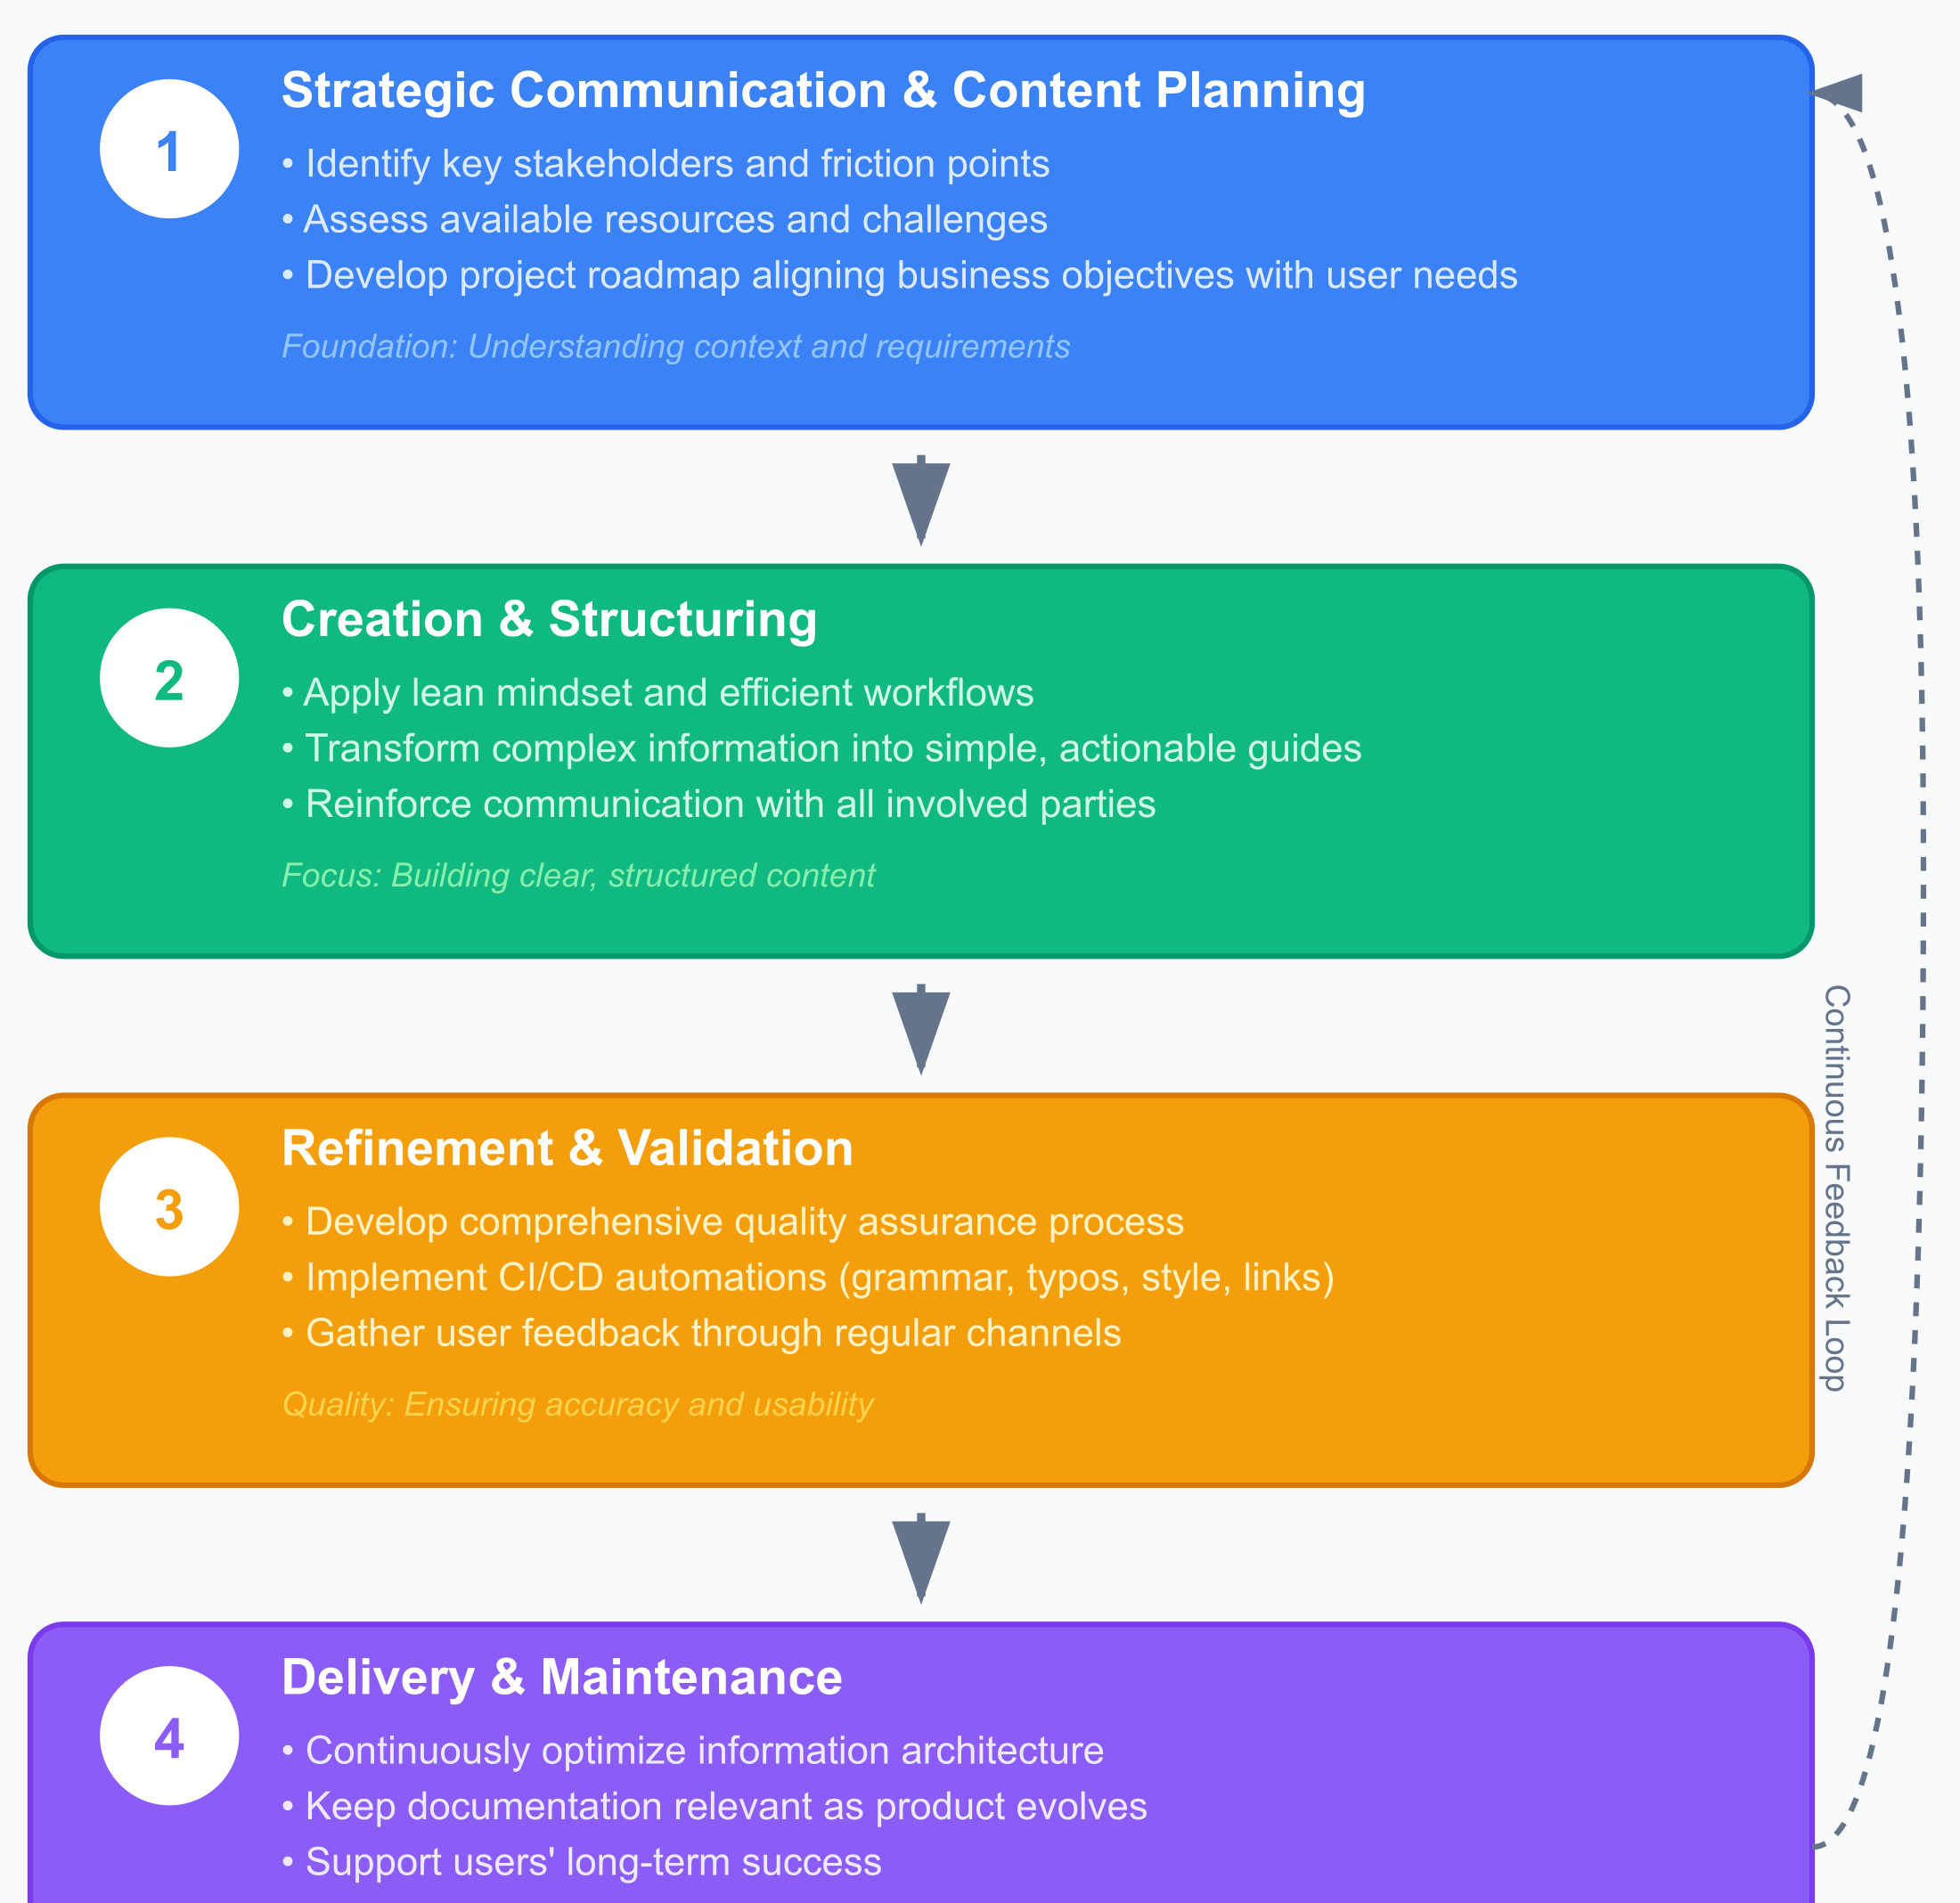 1
Strategic Communication & Content Planning
• Identify key stakeholders and friction points
• Assess available resources and challenges
• Develop project roadmap aligning business objectives with user needs
Foundation: Understanding context and requirements
2
Creation & Structuring
• Apply lean mindset and efficient workflows
• Transform complex information into simple, actionable guides
• Reinforce communication with all involved parties
Focus: Building clear, structured content
3
Refinement & Validation
• Develop comprehensive quality assurance process
• Implement CI/CD automations (grammar, typos, style, links)
• Gather user feedback through regular channels
Quality: Ensuring accuracy and usability
4
Delivery & Maintenance
• Continuously optimize information architecture
• Keep documentation relevant as product evolves
• Support users' long-term success
Continuous Feedback Loop